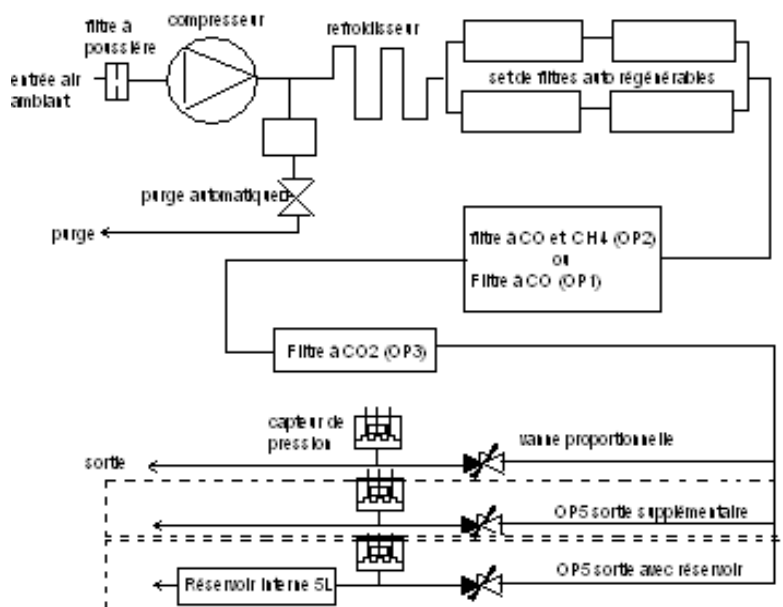 filtre à
poussière
compresseur
refroidisseur
entrée air
ambiant
set de filtres auto régénérables
purge automatique
purge
filtre à CO et CH4 (OP2)
ou
Filtre à CO (OP1)
Filtre à CO2 (OP3)
capteur de
pression
vanne proportionnelle
sortie
OP5 sortie supplémentaire
OP5 sortie avec réservoir
Réservoir Interne 5L